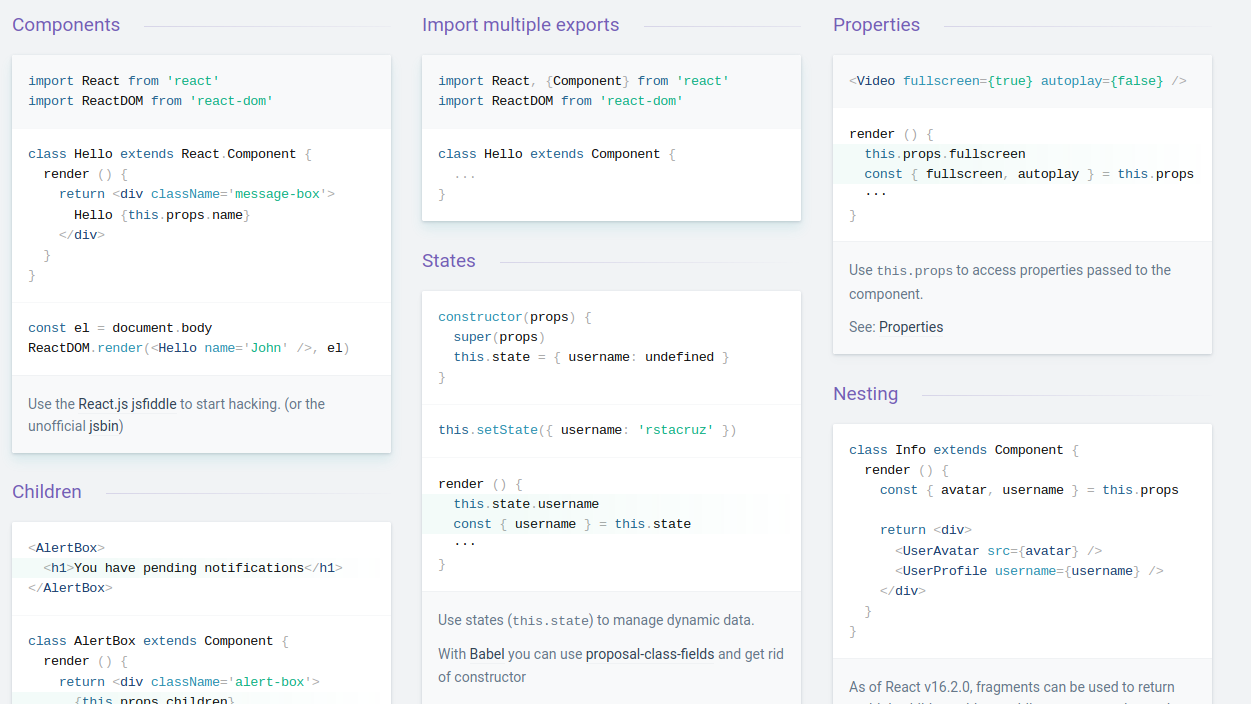 Components
import React from 'react'
import ReactDOM from 'react-dom'
class Hello extends React.Component {
  render () {
    return <div className='message-box'>
      Hello {this.props.name}
    </div>
  }
}
const el = document.body
ReactDOM.render(<Hello name='John' />, el)
Use the React.js jsfiddle to start hacking. (or the
unofficial jsbin)
Children
<AlertBox>
  <h1>You have pending notifications</h1>
</AlertBox>
class AlertBox extends Component {
  render () {
    return <div className='alert-box'>
      {this.props.children}
Import multiple exports
import React, {Component} from 'react'
import ReactDOM from 'react-dom'
class Hello extends Component {
  ...
}
States
constructor(props) {
  super(props)
  this.state = { username: undefined }
}
this.setState({ username: 'rstacruz' })
render () {
  this.state.username
  const { username } = this.state
  ...
}
Use states (this.state) to manage dynamic data.
With Babel you can use proposal-class-fields and get rid
of constructor
Properties
<Video fullscreen={true} autoplay={false} />
render () {
  this.props.fullscreen
  const { fullscreen, autoplay } = this.props
  ...
}
Use this.props to access properties passed to the
component.
See: Properties
Nesting
class Info extends Component {
  render () {
    const { avatar, username } = this.props
    return <div>
      <UserAvatar src={avatar} />
      <UserProfile username={username} />
    </div>
  }
}
As of React v16.2.0, fragments can be used to return